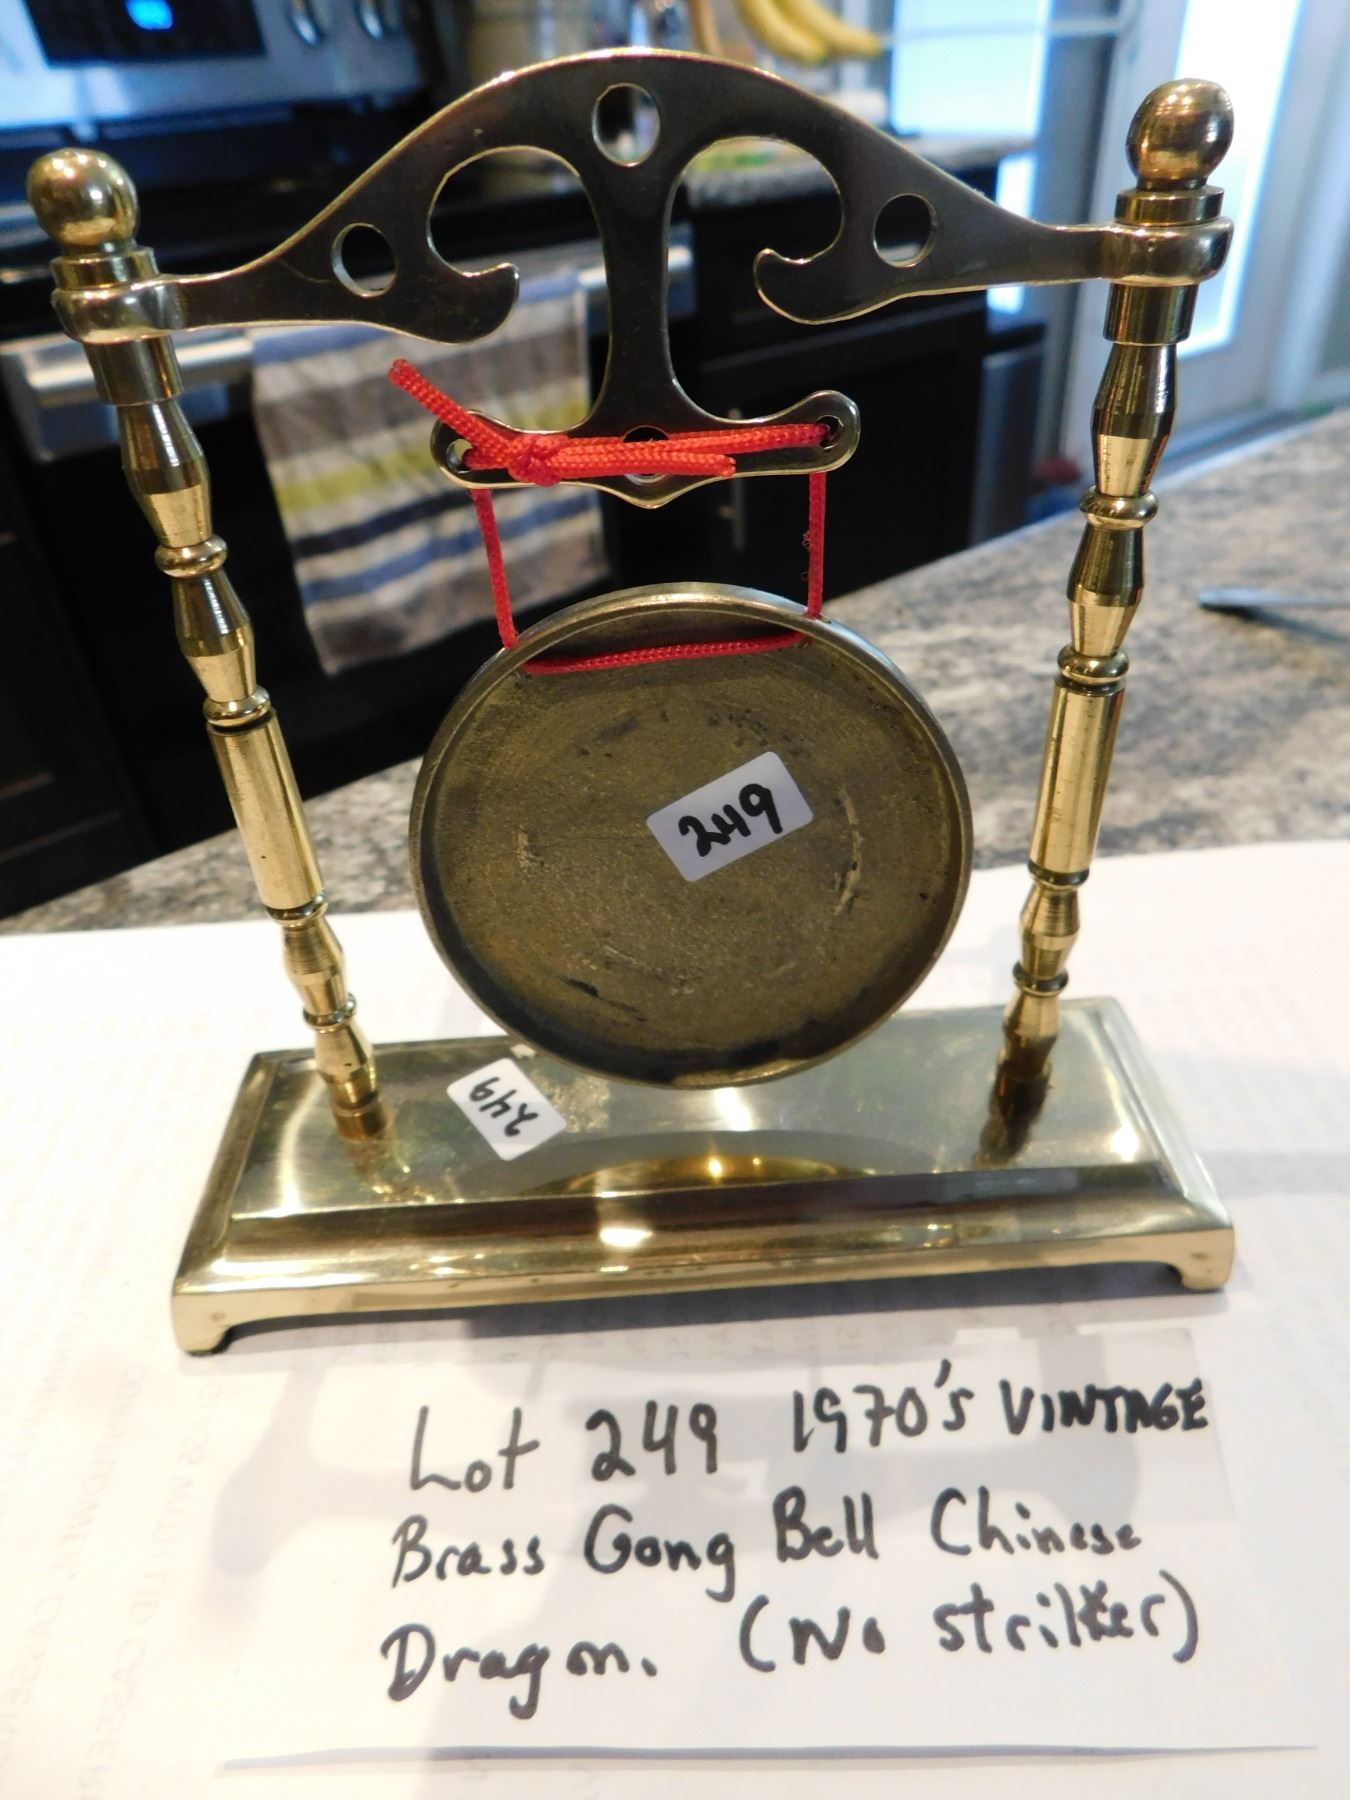 249
249
Lot 249 1970's VINTAGE
Brass Gong Bell Chinese
Dragon. (No striker)